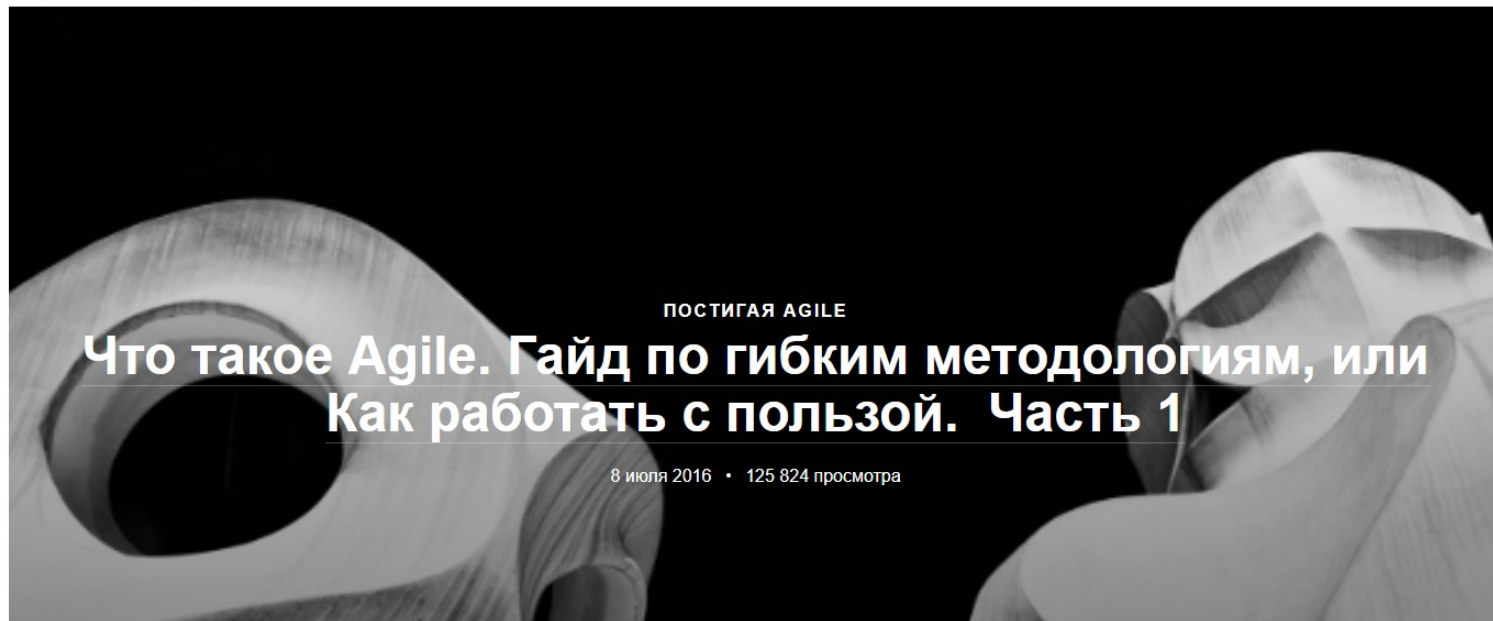 ПОСТИГАЯ AGILE
Что такое Agile. Гайд по гибким методологиям, или
Как работать с пользой. Часть 1
8 июля 2016 • 125 824 просмотра